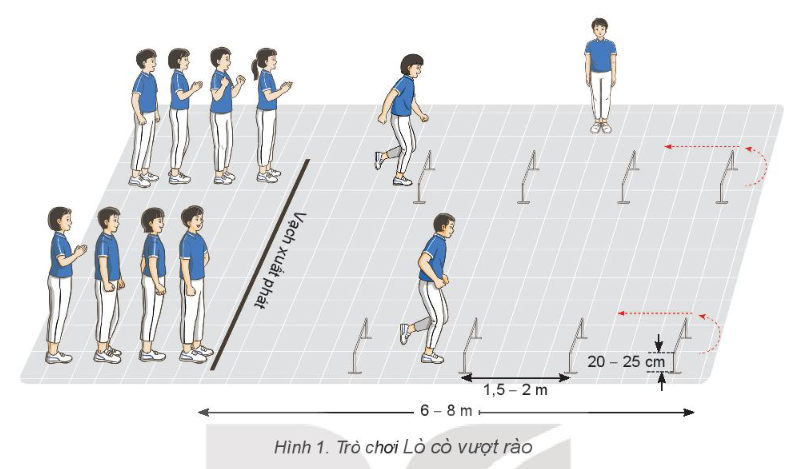 Vạch xuất phát
20 – 25 cm
1,5 – 2 m
6 – 8 m
Hình 1. Trò chơi Lò cò vượt rào